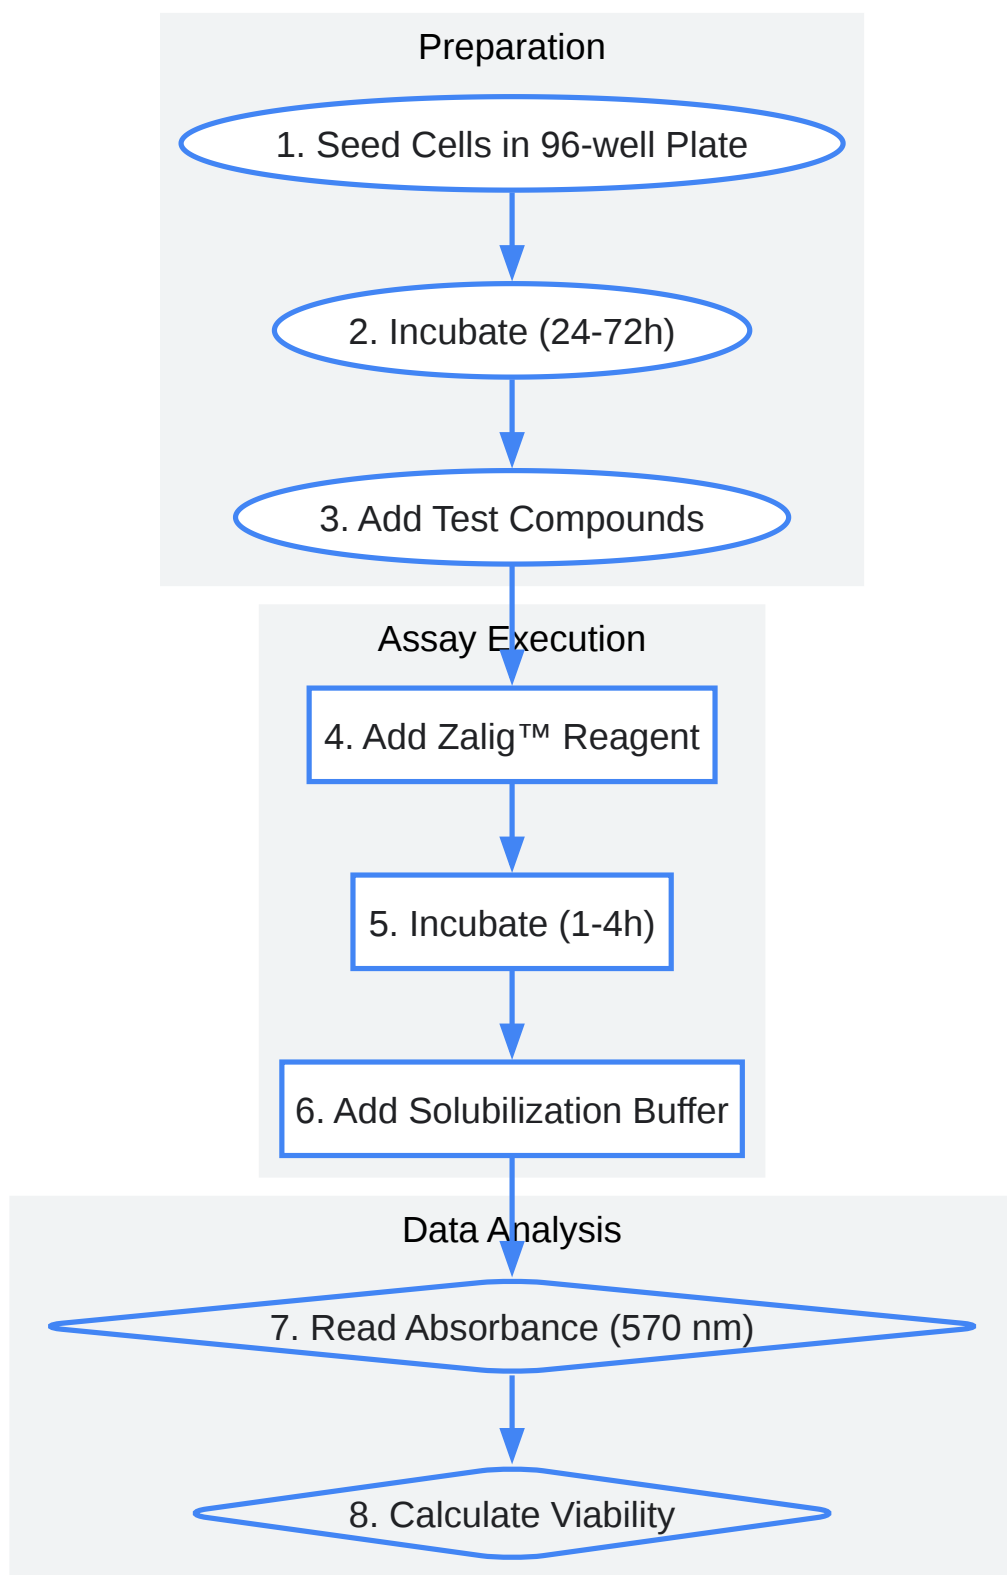 Preparation
1. Seed Cells in 96-well Plate
2. Incubate (24-72h)
3. Add Test Compounds
Assay Execution
4. Add Zalig™ Reagent
5. Incubate (1-4h)
6. Add Solubilization Buffer
Data Analysis
7. Read Absorbance (570 nm)
8. Calculate Viability